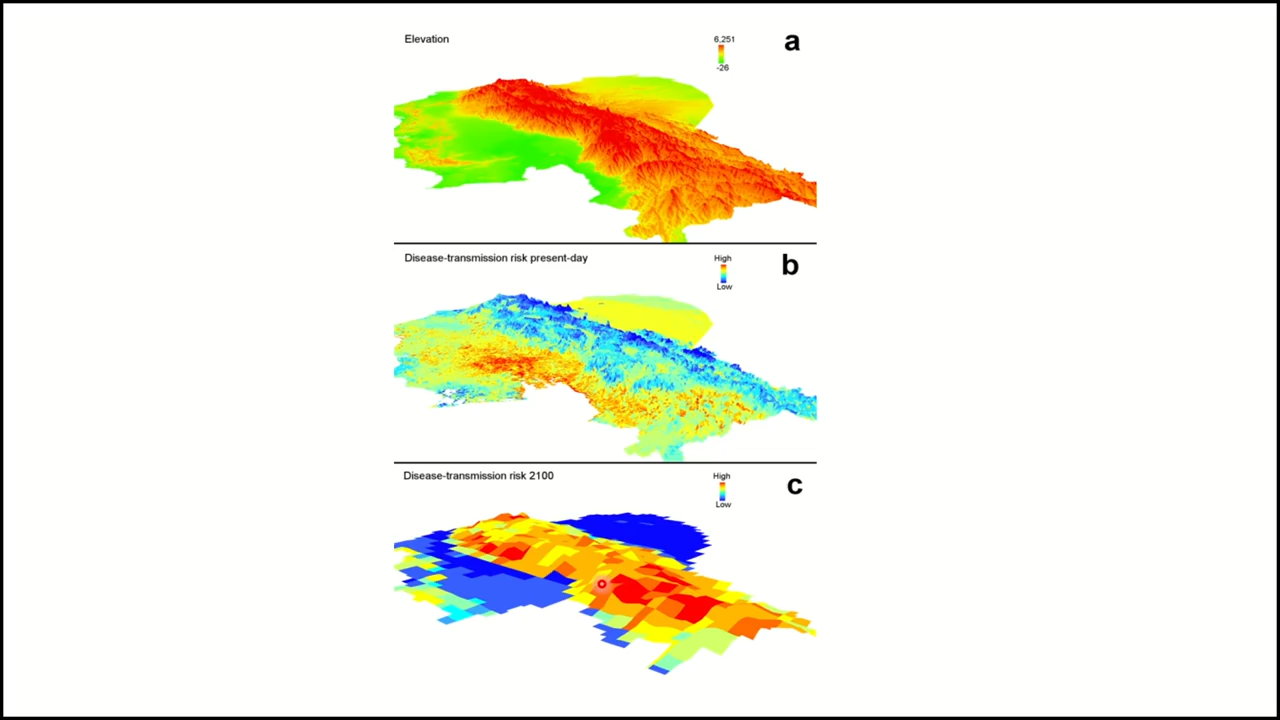 Elevation
6,251
a
-26
Disease-transmission risk present-day
High
b
Low
Disease-transmission risk 2100
High
c
Low